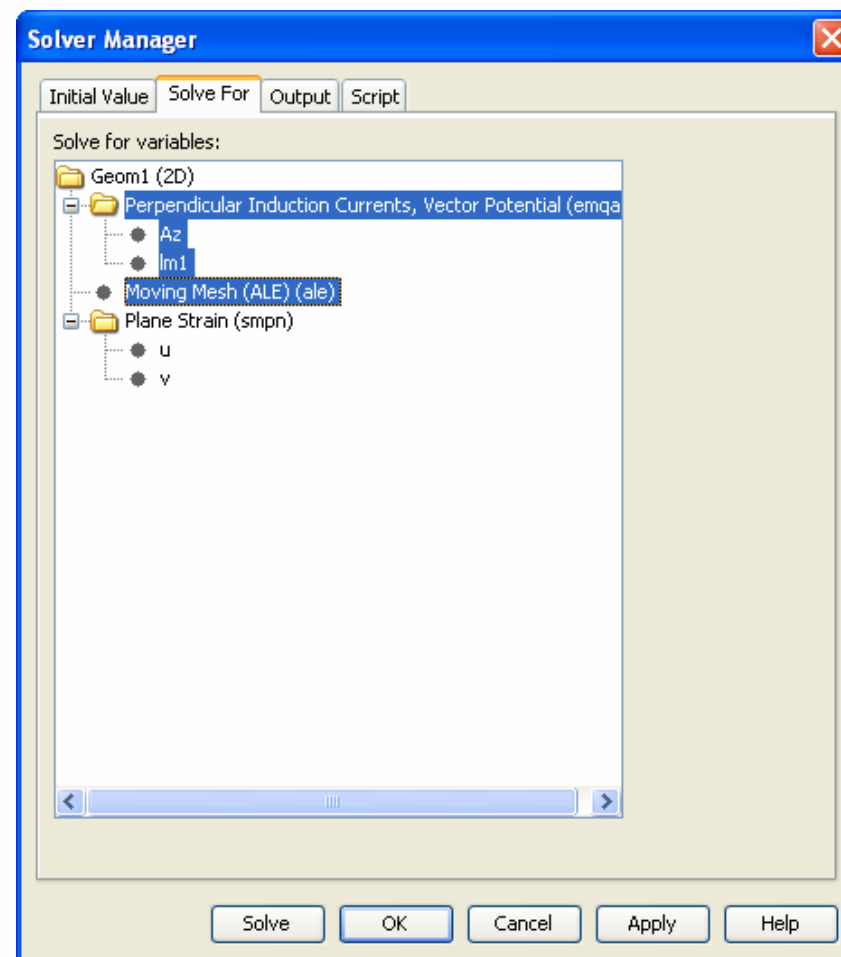 Solver Manager
Initial Value Solve For Output Script
Solve for variables:
Geom1 (2D)
Perpendicular Induction Currents, Vector Potential (emqa
Az
lm1
Moving Mesh (ALE) (ale)
Plane Strain (smpn)
u
v
Solve OK Cancel Apply Help